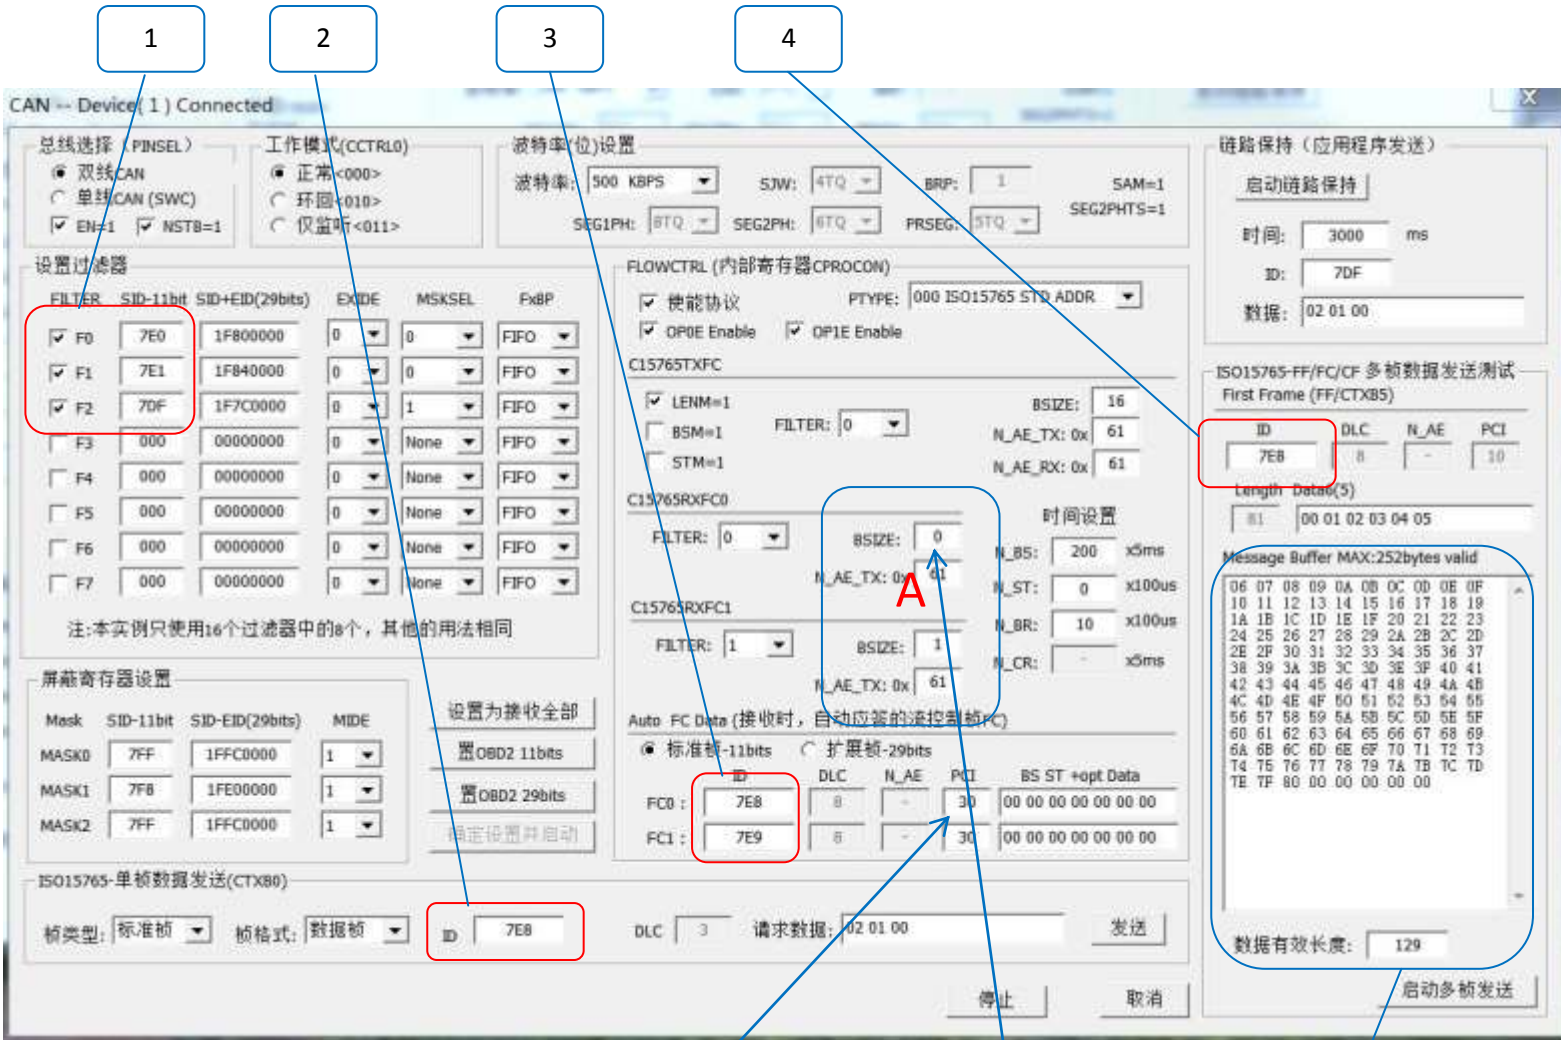 1
2
3
4
CAN -- Device( 1 ) Connected
X
总线选择 (PINSEL)
双线CAN
单线CAN (SWC)
EN=1 NSTB=1
工作模式(CCTRL0)
正常<000>
环回<010>
仅监听<011>
波特率(位)设置
波特率: 500 KBPS SJW: 4TQ BRP: 1 SAM=1
SEG1PH: 8TQ SEG2PH: 6TQ PRSEG: 5TQ SEG2PHTS=1
链路保持（应用程序发送）
启动链路保持
时间: 3000 ms
ID: 7DF
数据: 02 01 00
设置过滤器
FILTER SID-11bit SID+EID(29bits) EXIDE MSKSEL FxBP
F0 7E0 1F800000 0 0 FIFO
F1 7E1 1F840000 0 0 FIFO
F2 7DF 1F7C0000 0 1 FIFO
F3 000 00000000 0 None FIFO
F4 000 00000000 0 None FIFO
F5 000 00000000 0 None FIFO
F6 000 00000000 0 None FIFO
F7 000 00000000 0 None FIFO
注:本实例只使用16个过滤器中的8个，其他的用法相同
FLOWCTRL (内部寄存器CPROCON)
使能协议 PTYPE: 000 ISO15765 STD ADDR
OP0E Enable OP1E Enable
C15765TXFC
LENM=1
BSM=1
STM=1
FILTER: 0
BSIZE: 16
N_AE_TX: 0x 61
N_AE_RX: 0x 61
C15765RXFC0
FILTER: 0 BSIZE: 0
N_AE_TX: 0x 61
A
C15765RXFC1
FILTER: 1 BSIZE: 1
N_AE_TX: 0x 61
时间设置
N_BS: 200 x5ms
N_ST: 0 x100us
N_BR: 10 x100us
N_CR: - x5ms
Auto FC Data (接收时，自动应答的流控制桢FC)
标准桢-11bits 扩展桢-29bits
ID DLC N_AE PCI BS ST +opt Data
FC0 : 7E8 8 - 30 00 00 00 00 00 00 00
FC1 : 7E9 8 - 30 00 00 00 00 00 00 00
屏蔽寄存器设置
Mask SID-11bit SID-EID(29bits) MIDE
MASK0 7FF 1FFC0000 1
MASK1 7F8 1FE00000 1
MASK2 7FF 1FFC0000 1
设置为接收全部
置OBD2 11bits
置OBD2 29bits
确定设置并启动
ISO15765-单桢数据发送(CTXB0)
桢类型: 标准桢 桢格式: 数据桢 ID 7E8 DLC 3 请求数据: 02 01 00 发送
停止 取消
ISO15765-FF/FC/CF 多桢数据发送测试
First Frame (FF/CTXB5)
ID DLC N_AE PCI
7E8 8 - 10
Length Data6(5)
81 00 01 02 03 04 05
Message Buffer MAX:252bytes valid
06 07 08 09 0A 0B 0C 0D 0E 0F
10 11 12 13 14 15 16 17 18 19
1A 1B 1C 1D 1E 1F 20 21 22 23
24 25 26 27 28 29 2A 2B 2C 2D
2E 2F 30 31 32 33 34 35 36 37
38 39 3A 3B 3C 3D 3E 3F 40 41
42 43 44 45 46 47 48 49 4A 4B
4C 4D 4E 4F 50 51 52 53 54 55
56 57 58 59 5A 5B 5C 5D 5E 5F
60 61 62 63 64 65 66 67 68 69
6A 6B 6C 6D 6E 6F 70 71 72 73
74 75 76 77 78 79 7A 7B 7C 7D
7E 7F 80 00 00 00 00 00
数据有效长度: 129
启动多桢发送